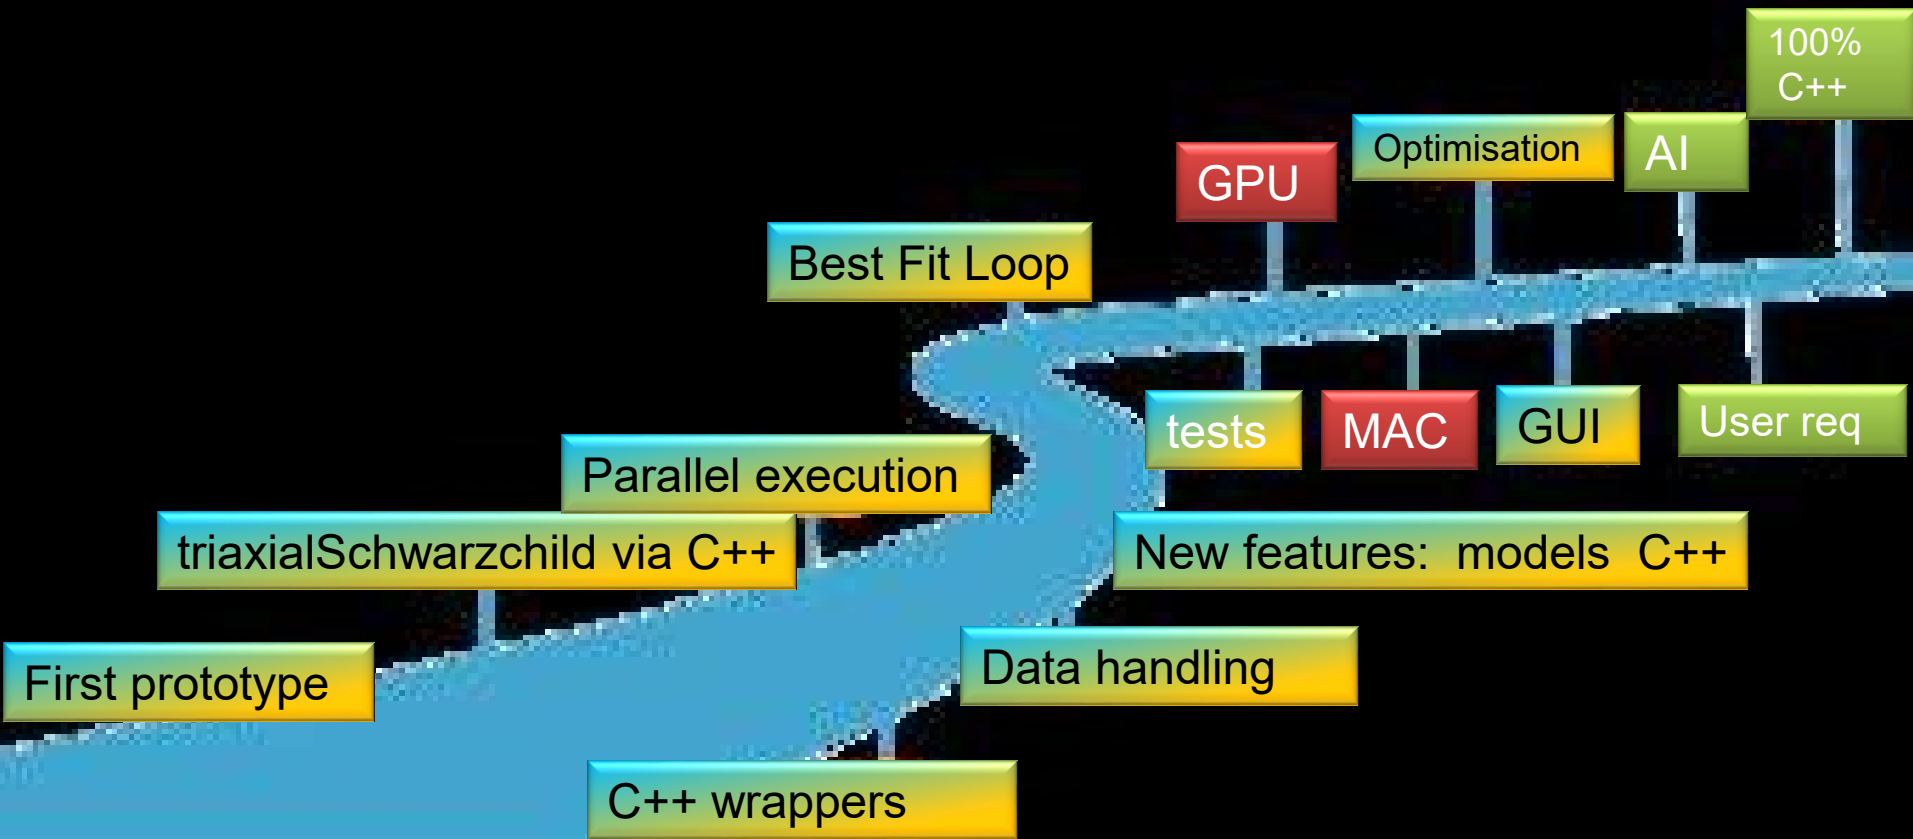 100%
C++
Optimisation
AI
GPU
Best Fit Loop
tests
MAC
GUI
User req
Parallel execution
triaxialSchwarzchild via C++
New features:  models  C++
First prototype
Data handling
C++ wrappers